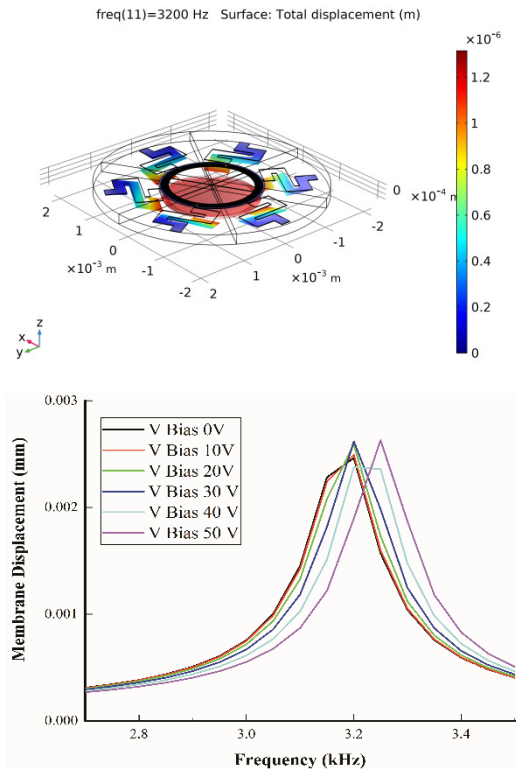 freq(11)=3200 Hz Surface: Total displacement (m)
×10⁻⁶
1.2
1
0.8
0.6
0.4
0.2
0
0
×10⁻⁴ m
2
1
0
-1
-2
×10⁻³ m
2
1
0
-1
-2
×10⁻³ m
z
x
y
0.003
0.002
0.001
0.000
Membrane Displacement (mm)
V Bias 0V
V Bias 10V
V Bias 20V
V Bias 30 V
V Bias 40 V
V Bias 50 V
2.8
3.0
3.2
3.4
Frequency (kHz)